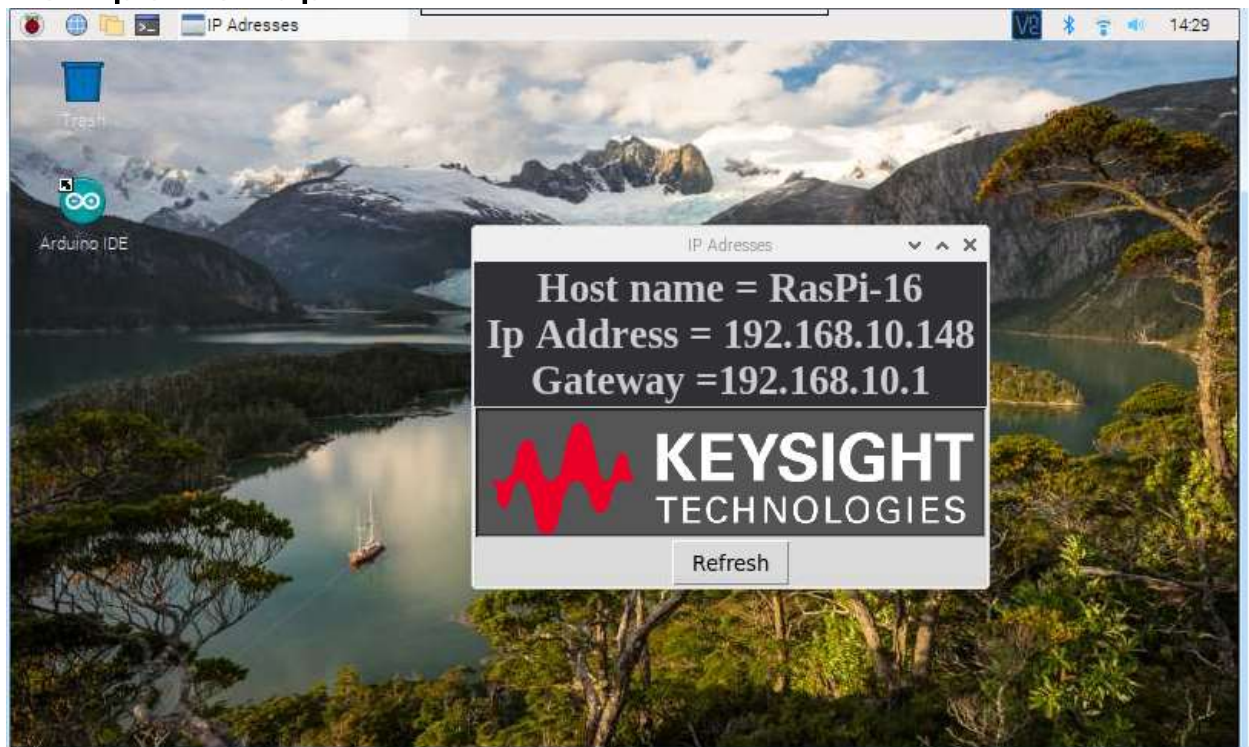 IP Adresses
14:29
Trash
Arduino IDE
IP Adresses
Host name = RasPi-16
Ip Address = 192.168.10.148
Gateway =192.168.10.1
KEYSIGHT
TECHNOLOGIES
Refresh